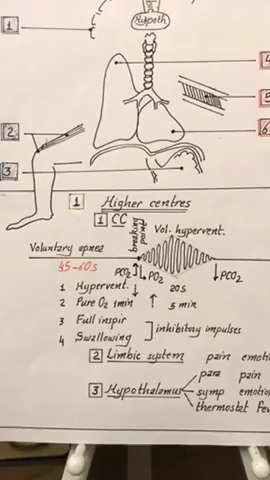 Hypoth
1
4
5
2
6
3
1 Higher centres
1 CC
Vol. hypervent.
breaking point
Voluntary apnea
45-60s
PCO2 ↑ ↓ PO2 ↓ PCO2
1 Hypervent. ↓ 20s
2 Pure O2 1min ↑ 5 min
3 Full inspir
inhibitory impulses
4 Swallowing
2 Limbic system pain emoti
para pain
3 Hypothalamus symp emotio
thermostat fev